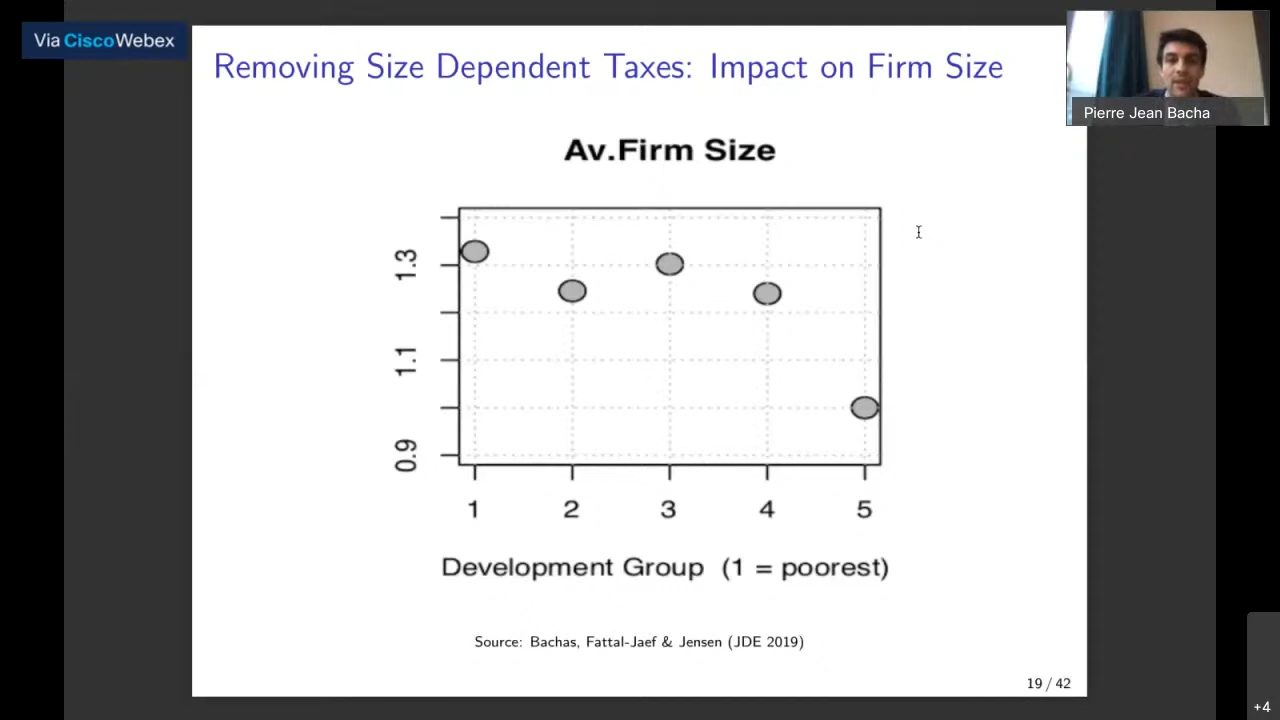 Via CiscoWebex
Removing Size Dependent Taxes: Impact on Firm Size
Pierre Jean Bacha
Av.Firm Size
1.3
1.1
0.9
1 2 3 4 5
Development Group (1 = poorest)
Source: Bachas, Fattal-Jaef & Jensen (JDE 2019)
19 / 42
+4